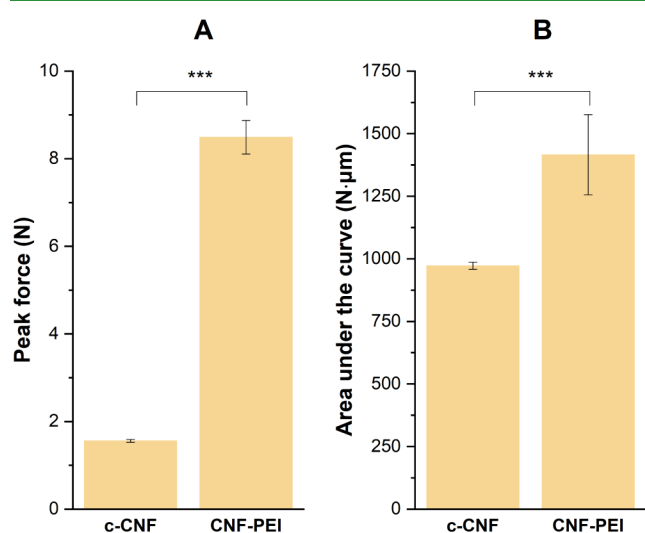 A
Peak force (N)
10
8
6
4
2
0
***
c-CNF CNF-PEI
B
Area under the curve (N·µm)
1750
1500
1250
1000
750
500
250
0
***
c-CNF CNF-PEI